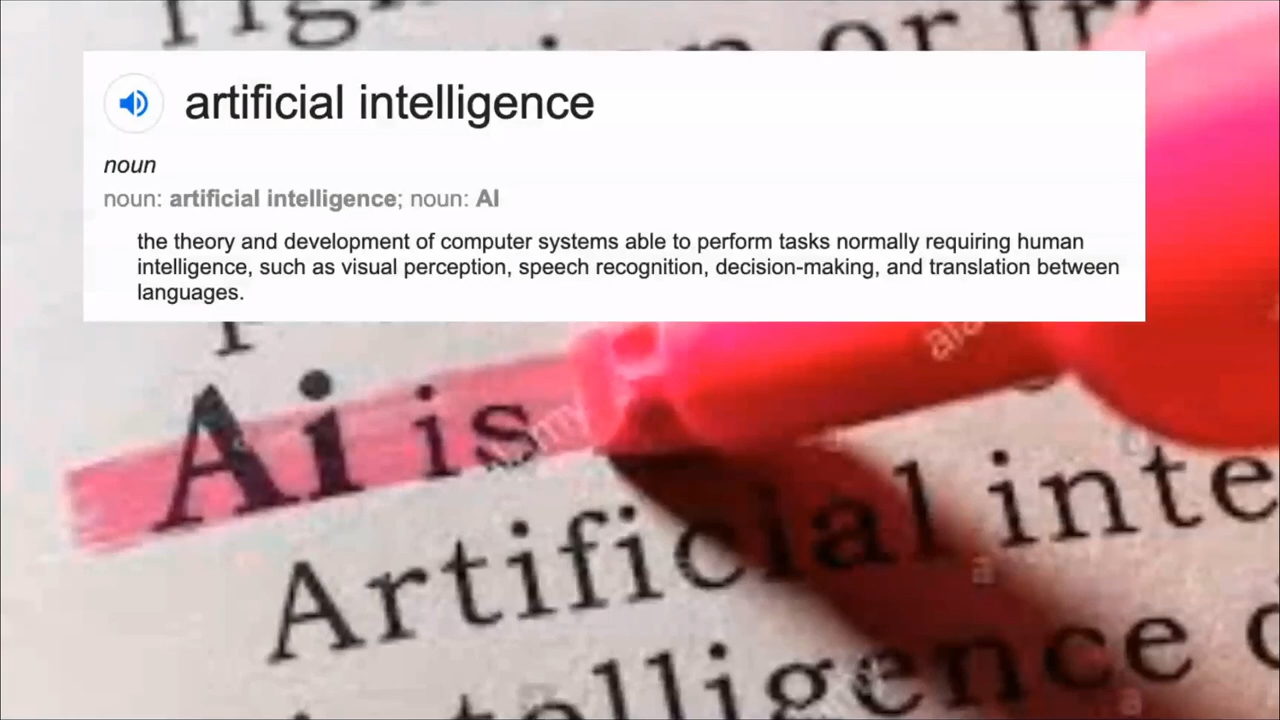 or
artificial intelligence
noun
noun: artificial intelligence; noun: AI
the theory and development of computer systems able to perform tasks normally requiring human
intelligence, such as visual perception, speech recognition, decision-making, and translation between
languages.
Ai is
Artificial inte
intelligence